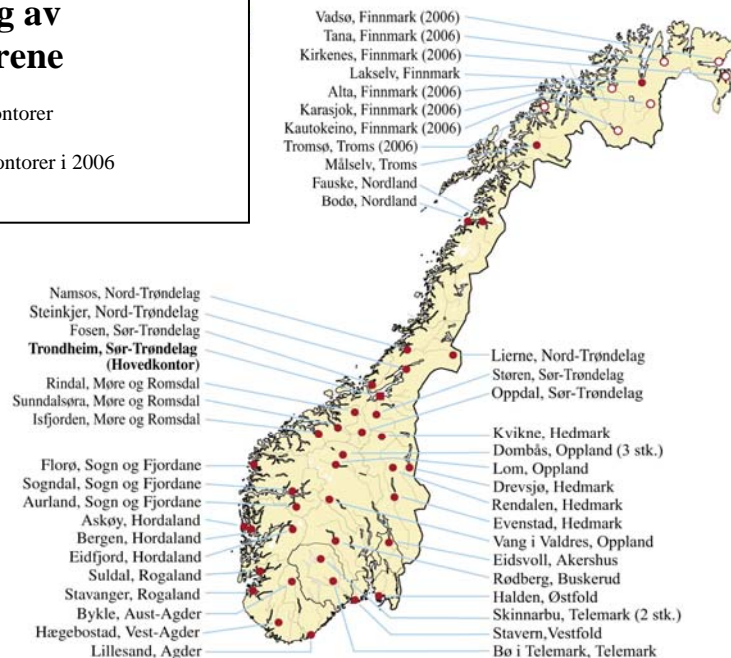 g av
rene
ontorer
ontorer i 2006
Vadsø, Finnmark (2006)
Tana, Finnmark (2006)
Kirkenes, Finnmark (2006)
Lakselv, Finnmark
Alta, Finnmark (2006)
Karasjok, Finnmark (2006)
Kautokeino, Finnmark (2006)
Tromsø, Troms (2006)
Målselv, Troms
Fauske, Nordland
Bodø, Nordland
Namsos, Nord-Trøndelag
Steinkjer, Nord-Trøndelag
Fosen, Sør-Trøndelag
Trondheim, Sør-Trøndelag
(Hovedkontor)
Rindal, Møre og Romsdal
Sunndalsøra, Møre og Romsdal
Isfjorden, Møre og Romsdal
Florø, Sogn og Fjordane
Sogndal, Sogn og Fjordane
Aurland, Sogn og Fjordane
Askøy, Hordaland
Bergen, Hordaland
Eidfjord, Hordaland
Suldal, Rogaland
Stavanger, Rogaland
Bykle, Aust-Agder
Hægebostad, Vest-Agder
Lillesand, Agder
Lierne, Nord-Trøndelag
Støren, Sør-Trøndelag
Oppdal, Sør-Trøndelag
Kvikne, Hedmark
Dombås, Oppland (3 stk.)
Lom, Oppland
Drevsjø, Hedmark
Rendalen, Hedmark
Evenstad, Hedmark
Vang i Valdres, Oppland
Eidsvoll, Akershus
Rødberg, Buskerud
Halden, Østfold
Skinnarbu, Telemark (2 stk.)
Stavern,Vestfold
Bø i Telemark, Telemark